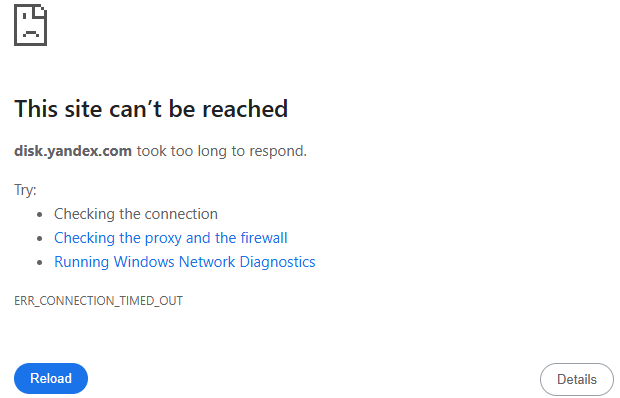 This site can’t be reached
disk.yandex.com took too long to respond.
Try:
• Checking the connection
• Checking the proxy and the firewall
• Running Windows Network Diagnostics
ERR_CONNECTION_TIMED_OUT
Reload
Details